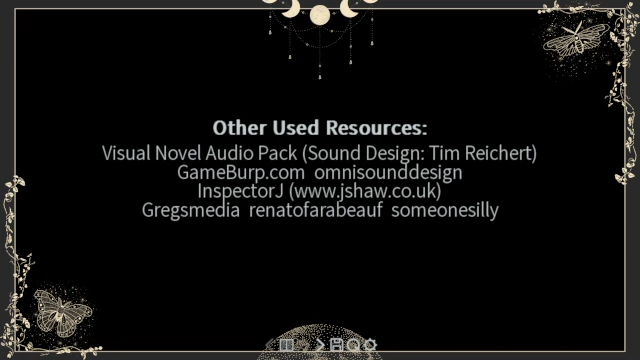 Other Used Resources:
Visual Novel Audio Pack (Sound Design: Tim Reichert)
GameBurp.com omnisounddesign
InspectorJ (www.jshaw.co.uk)
Gregsmedia renatofarabeauf someonesilly